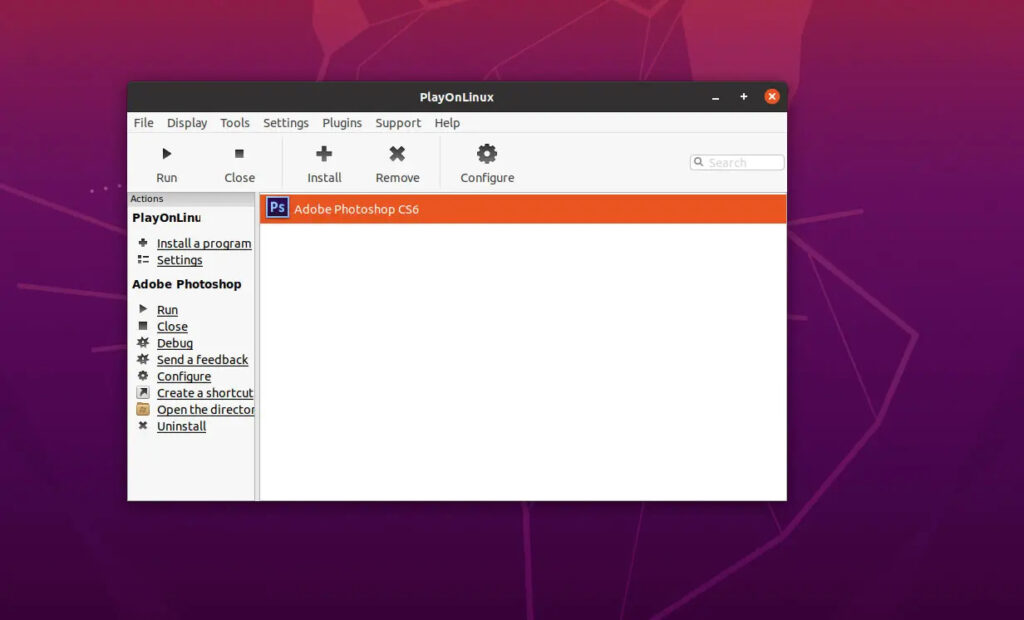 PlayOnLinux
File Display Tools Settings Plugins Support Help
Run Close Install Remove Configure Search
Actions
PlayOnLinu
Install a program
Settings
Adobe Photoshop
Run
Close
Debug
Send a feedback
Configure
Create a shortcut
Open the director
Uninstall
Ps Adobe Photoshop CS6